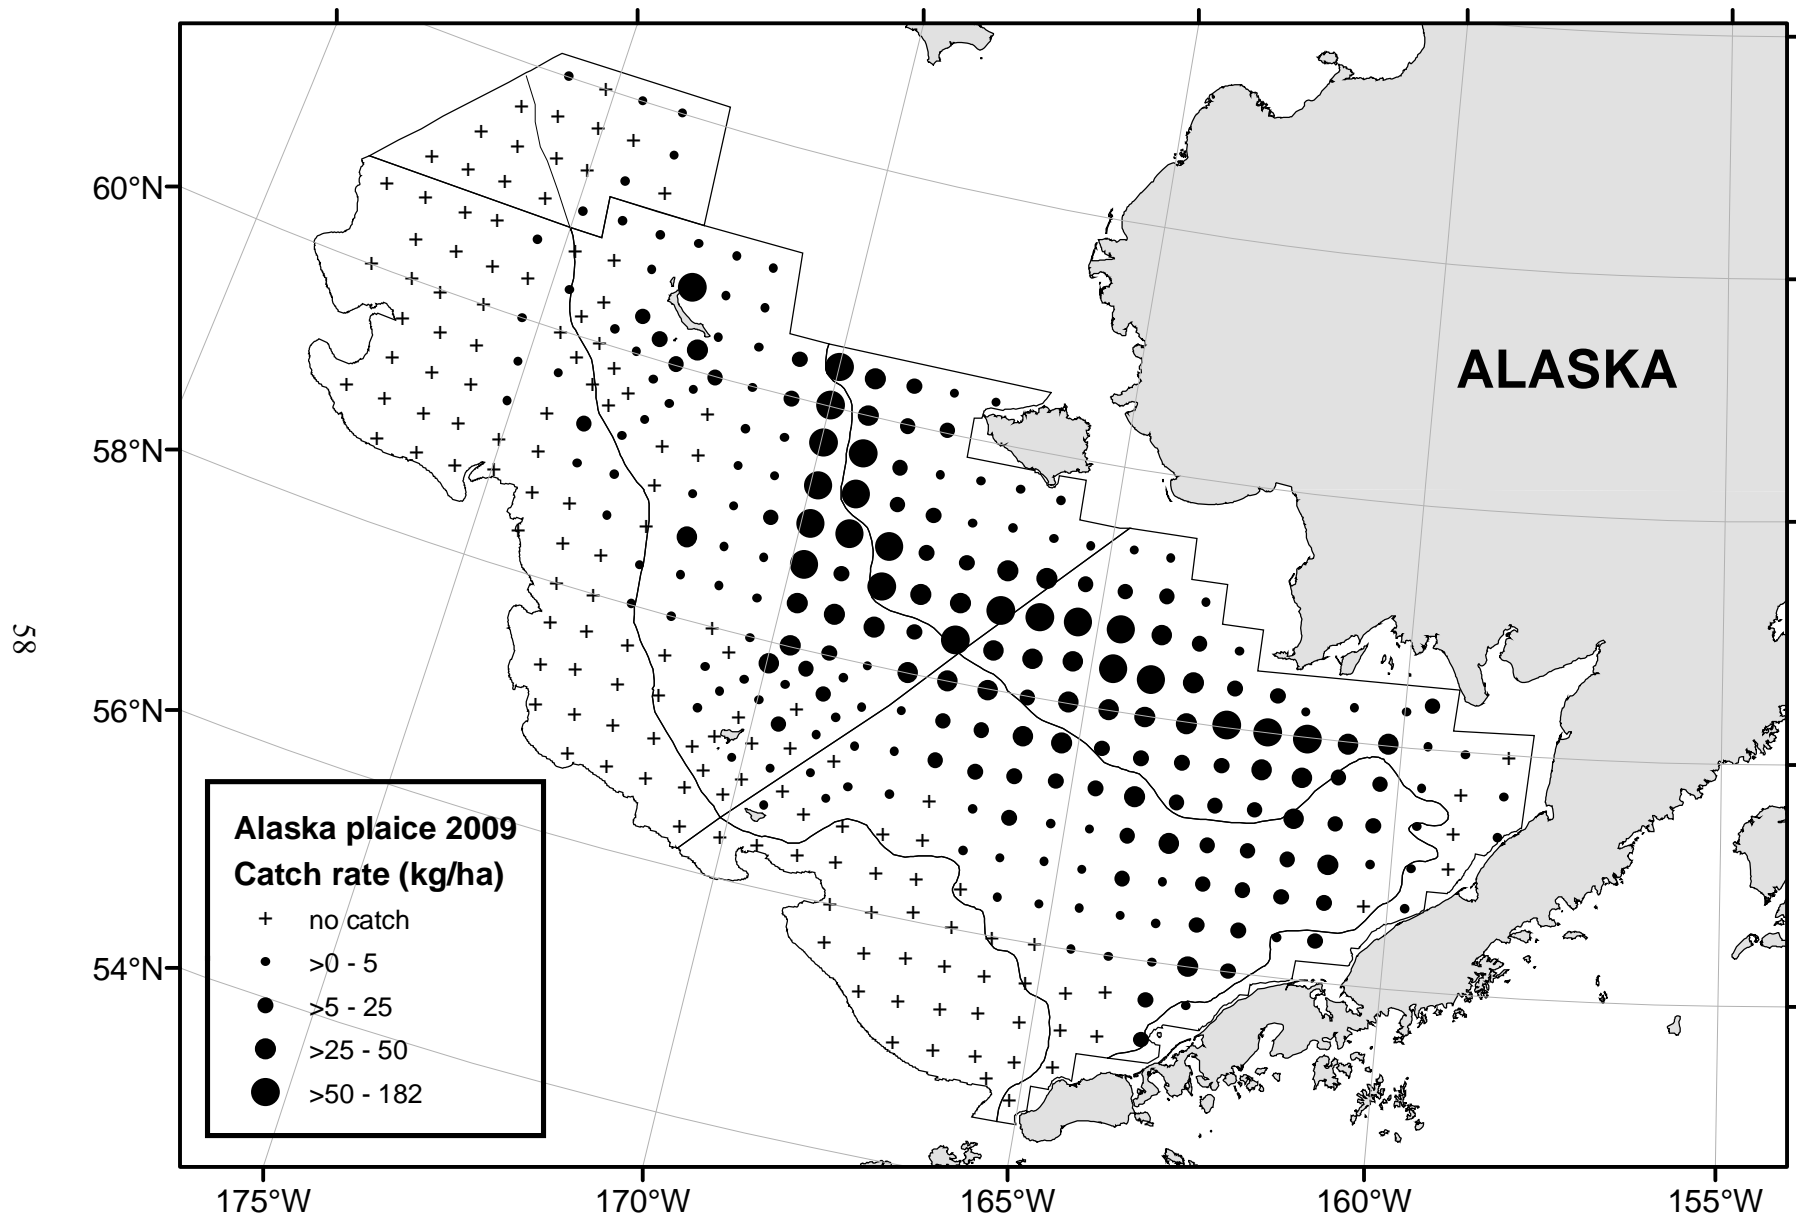 60°N
58°N
56°N
54°N
58
ALASKA
Alaska plaice 2009
Catch rate (kg/ha)
no catch
>0 - 5
>5 - 25
>25 - 50
>50 - 182
175°W
170°W
165°W
160°W
155°W